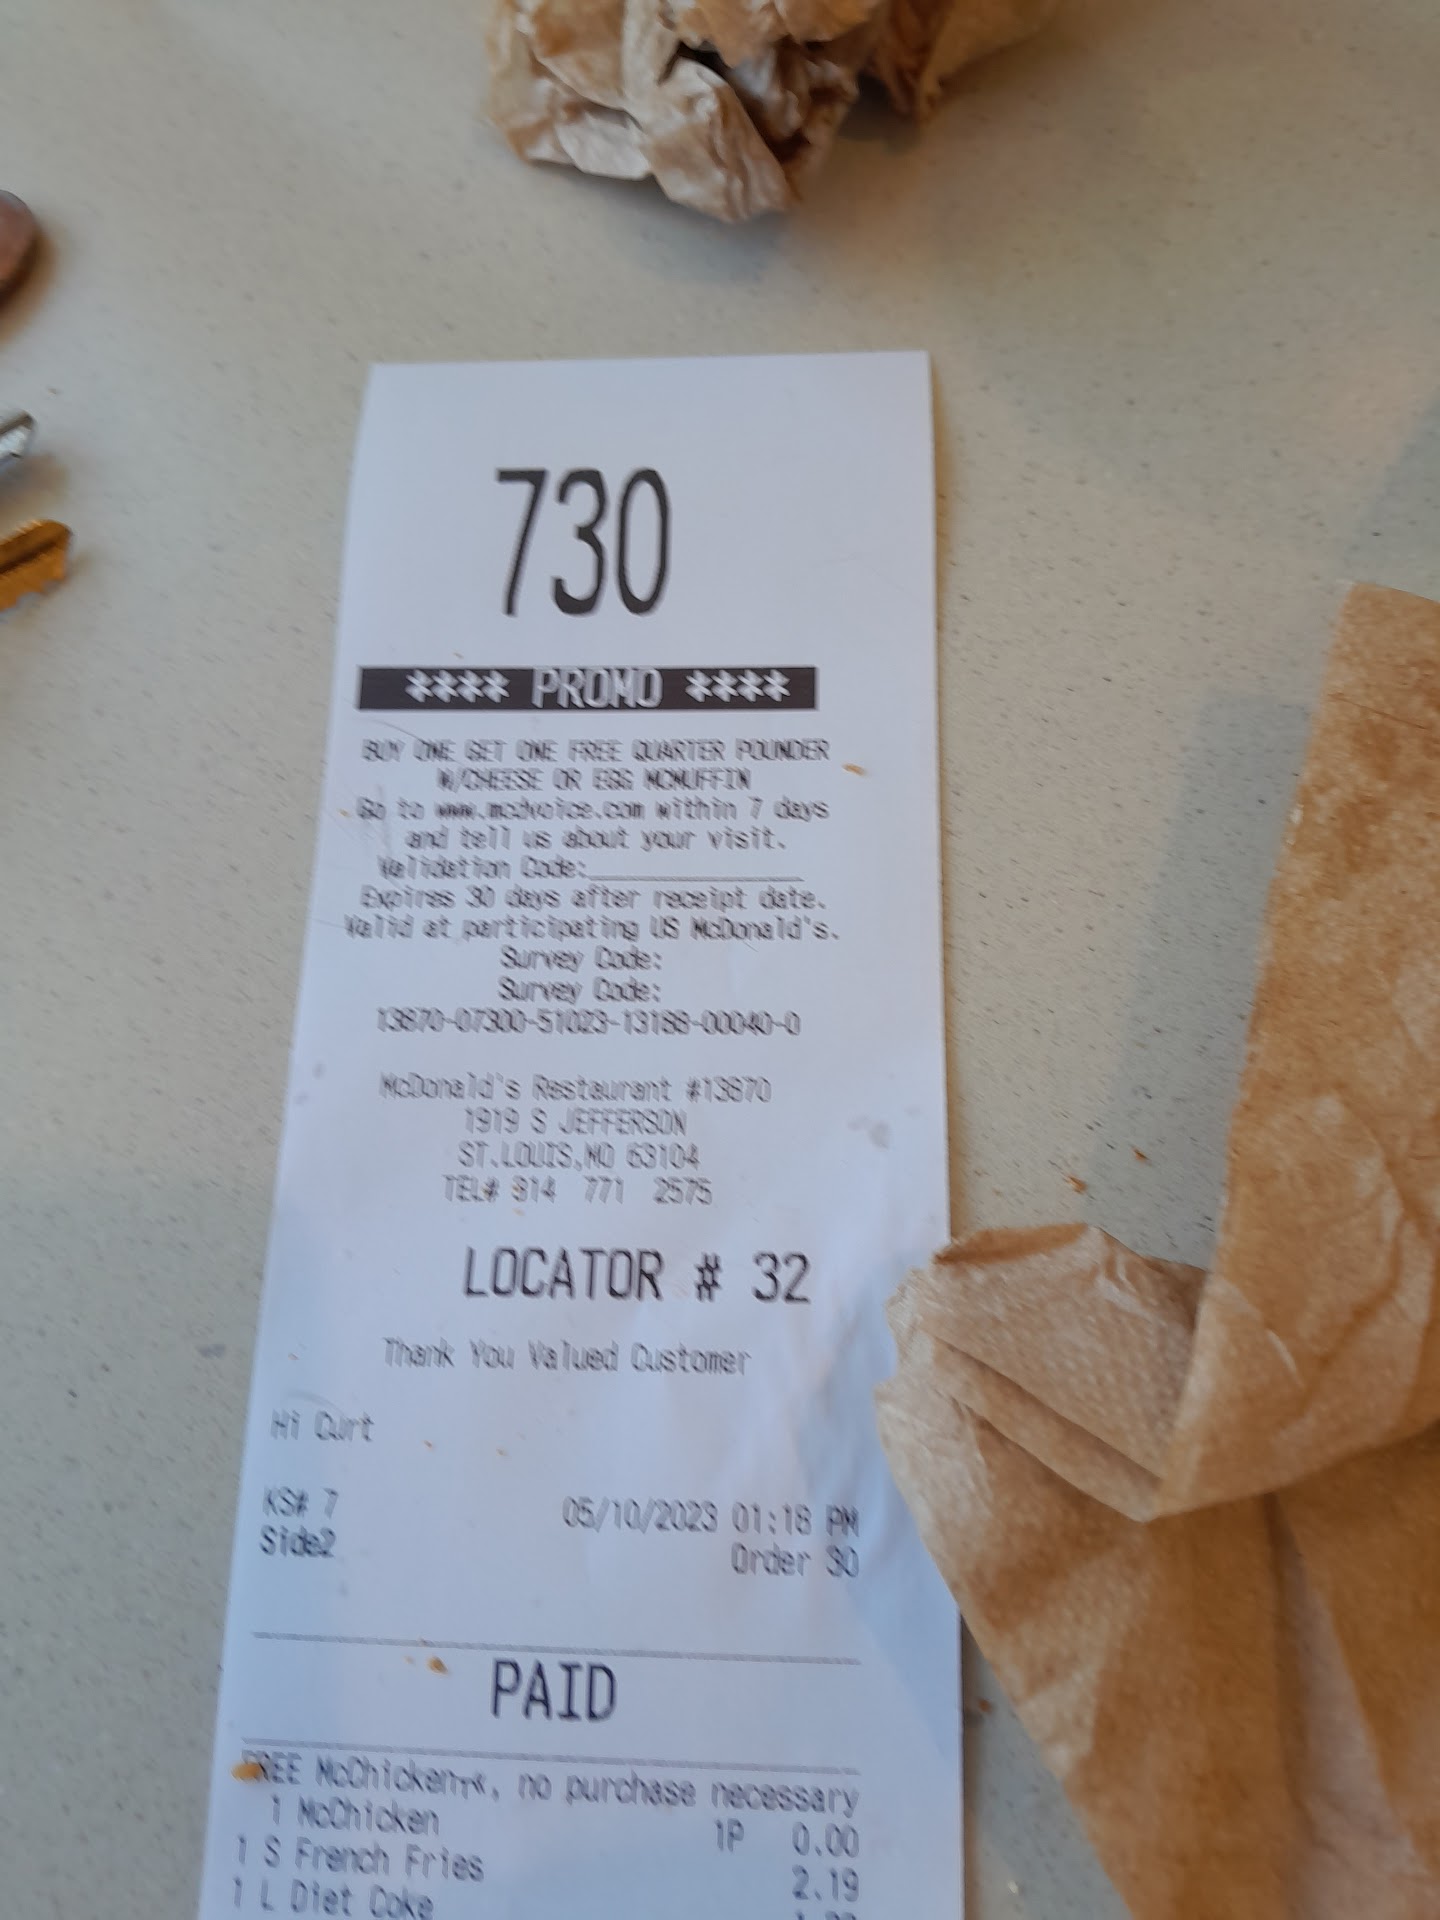 730
**** PROMO ****
BUY ONE GET ONE FREE QUARTER POUNDER
W/CHEESE OR EGG MCMUFFIN
Go to www.mcdvoice.com within 7 days
and tell us about your visit.
Validation Code:_______________
Expires 30 days after receipt date.
Valid at participating US McDonald's.
Survey Code:
Survey Code:
13870-07300-51023-13188-00040-0
McDonald's Restaurant #13870
1919 S JEFFERSON
ST.LOUIS,MO 63104
TEL# 314 771 2575
LOCATOR # 32
Thank You Valued Customer
Hi Curt
KS# 7 05/10/2023 01:18 PM
Side2 Order 30
PAID
FREE McChicken, no purchase necessary
1 McChicken 1P 0.00
1 S French Fries 2.19
1 L Diet Coke